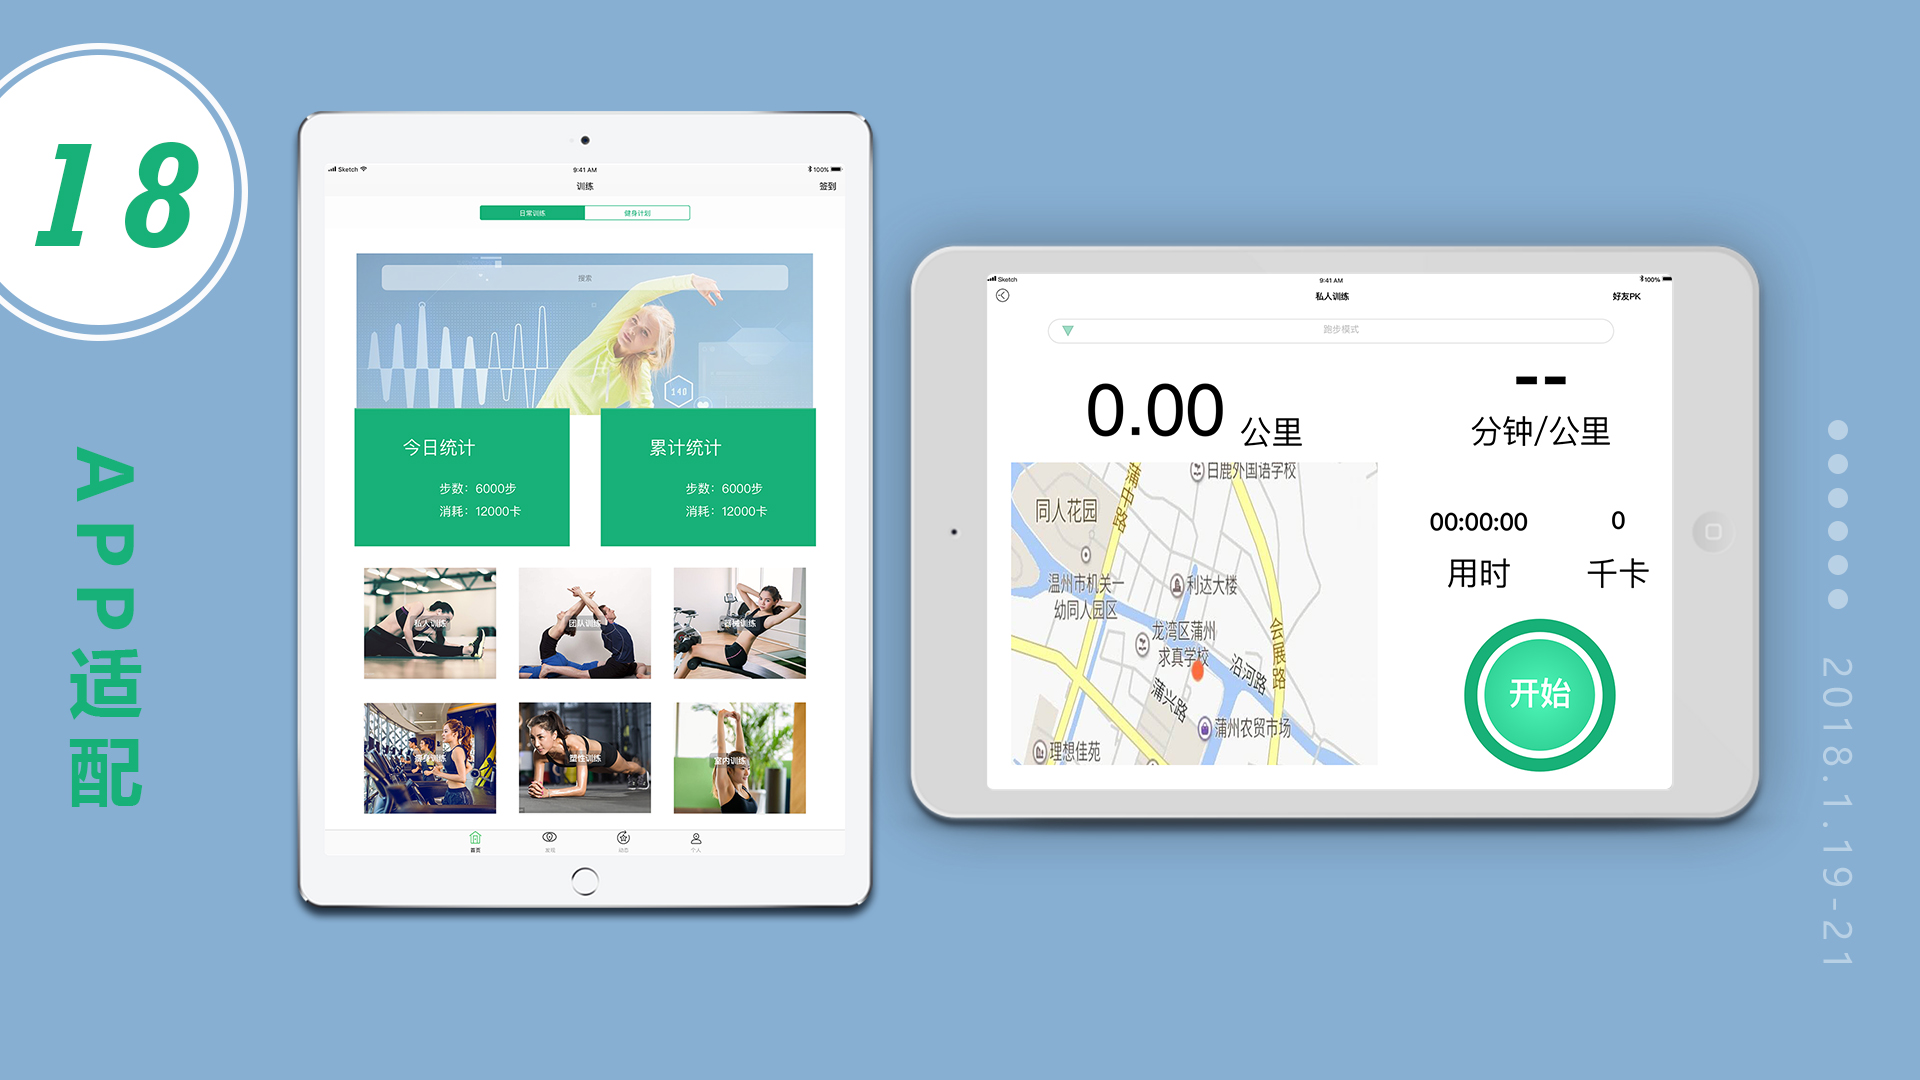 18
APP适配
Sketch
9:41 AM
100%
训练
签到
日常训练
健身计划
搜索
140
今日统计
步数：6000步
消耗：12000卡
累计统计
步数：6000步
消耗：12000卡
私人训练
团队训练
器械训练
瘦身训练
塑性训练
室内训练
首页
发现
动态
个人
Sketch
9:41 AM
100%
私人训练
好友PK
跑步模式
0.00 公里
--
分钟/公里
日鹿外国语学校
蒲中路
同人花园
温州市机关一
幼同人园区
利达大楼
龙湾区蒲州
求真学校
会展路
沿河路
蒲兴路
蒲州农贸市场
理想佳苑
00:00:00
用时
0
千卡
开始
2018.1.19-21